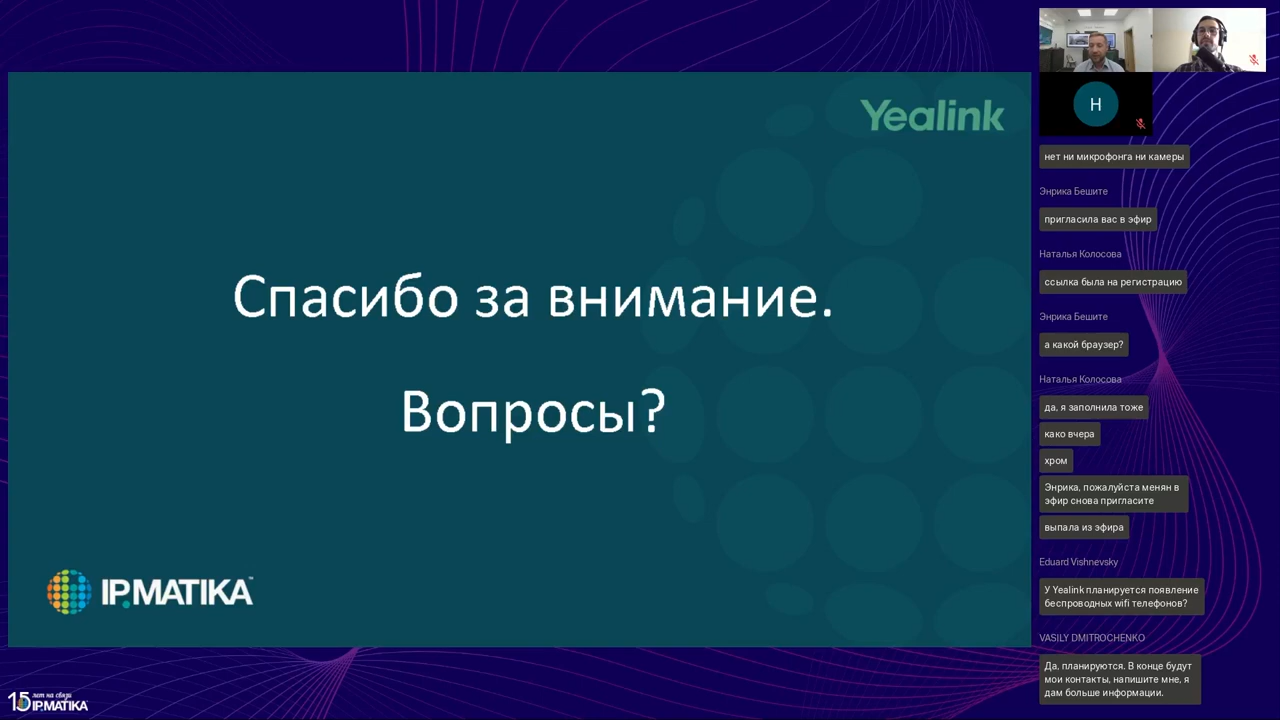 Yealink
Спасибо за внимание.
Вопросы?
IPMATIKA™
15 лет на связи
IPMATIKA
H
нет ни микрофонга ни камеры
Энрика Бешите
пригласила вас в эфир
Наталья Колосова
ссылка была на регистрацию
Энрика Бешите
а какой браузер?
Наталья Колосова
да, я заполнила тоже
како вчера
хром
Энрика, пожалуйста менян в
эфир снова пригласите
выпала из эфира
Eduard Vishnevsky
У Yealink планируется появление
беспроводных wifi телефонов?
VASILY DMITROCHENKO
Да, планируются. В конце будут
мои контакты, напишите мне, я
дам больше информации.